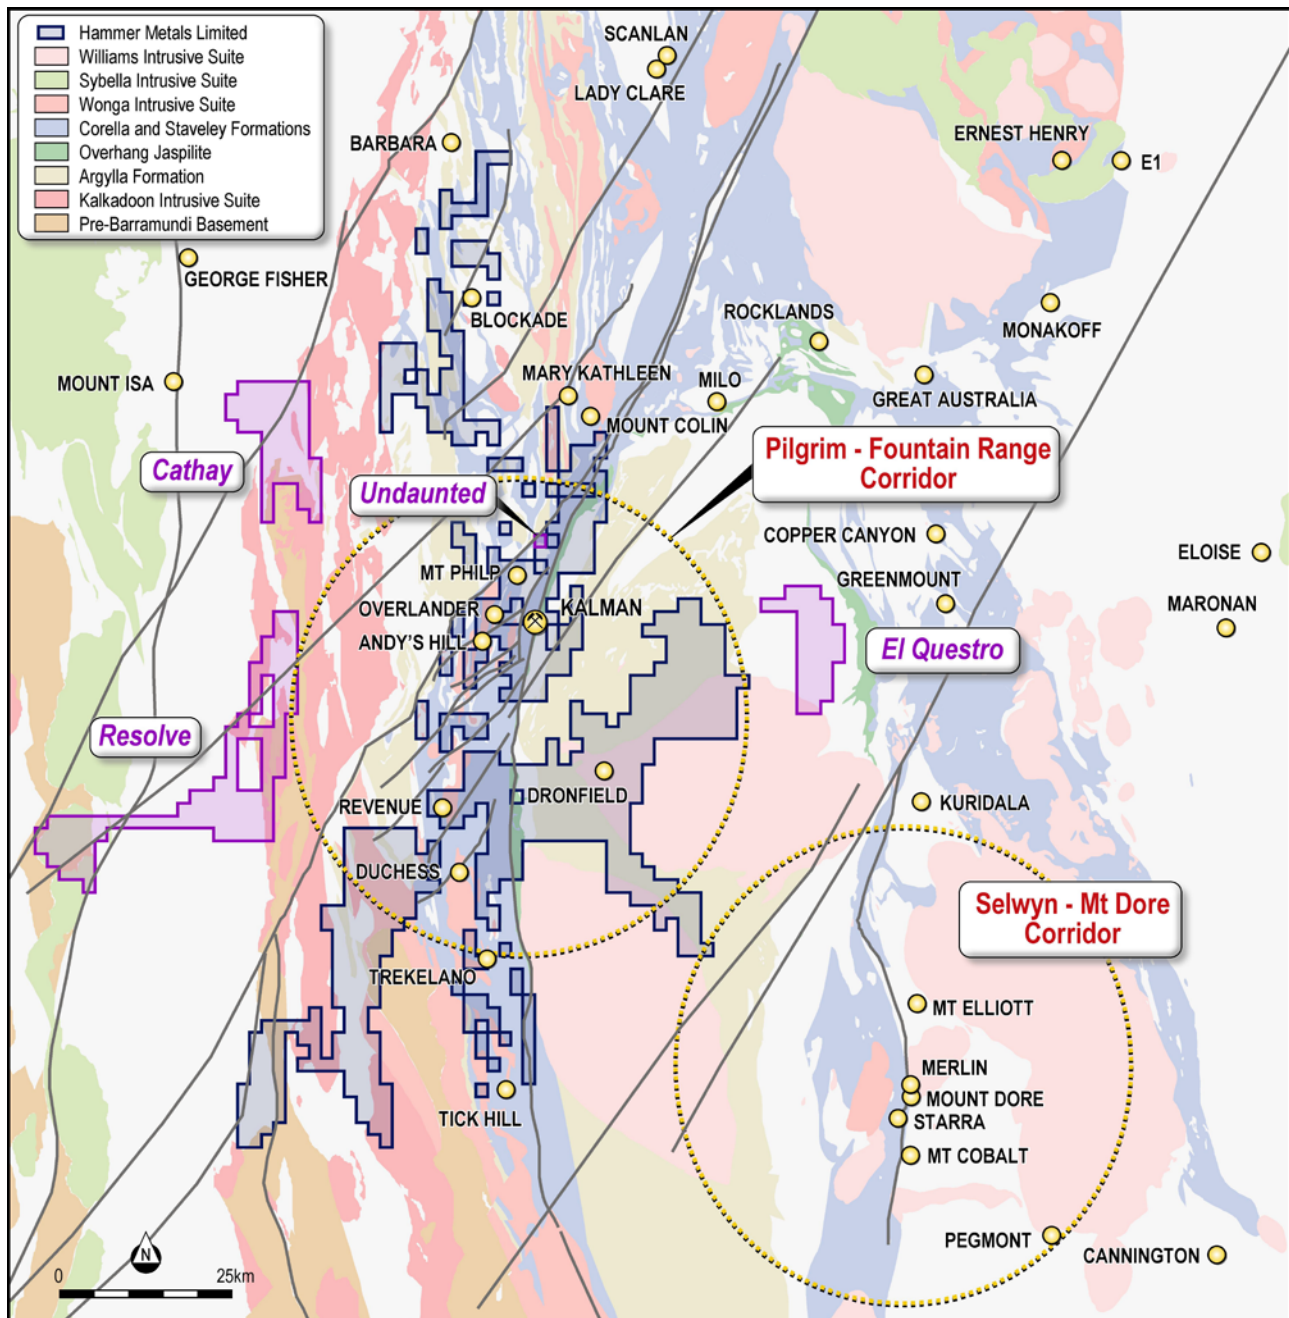 Hammer Metals Limited
Williams Intrusive Suite
Sybella Intrusive Suite
Wonga Intrusive Suite
Corella and Staveley Formations
Overhang Jaspilite
Argylla Formation
Kalkadoon Intrusive Suite
Pre-Barramundi Basement
SCANLAN
LADY CLARE
BARBARA
ERNEST HENRY
E1
GEORGE FISHER
BLOCKADE
ROCKLANDS
MONAKOFF
MOUNT ISA
MARY KATHLEEN
MILO
GREAT AUSTRALIA
MOUNT COLIN
Pilgrim - Fountain Range
Corridor
Cathay
Undaunted
COPPER CANYON
ELOISE
MT PHILP
GREENMOUNT
OVERLANDER
KALMAN
MARONAN
ANDY'S HILL
El Questro
Resolve
DRONFIELD
REVENUE
KURIDALA
DUCHESS
Selwyn - Mt Dore
Corridor
TREKELANO
MT ELLIOTT
MERLIN
MOUNT DORE
TICK HILL
STARRA
MT COBALT
PEGMONT
CANNINGTON
N
0
25km